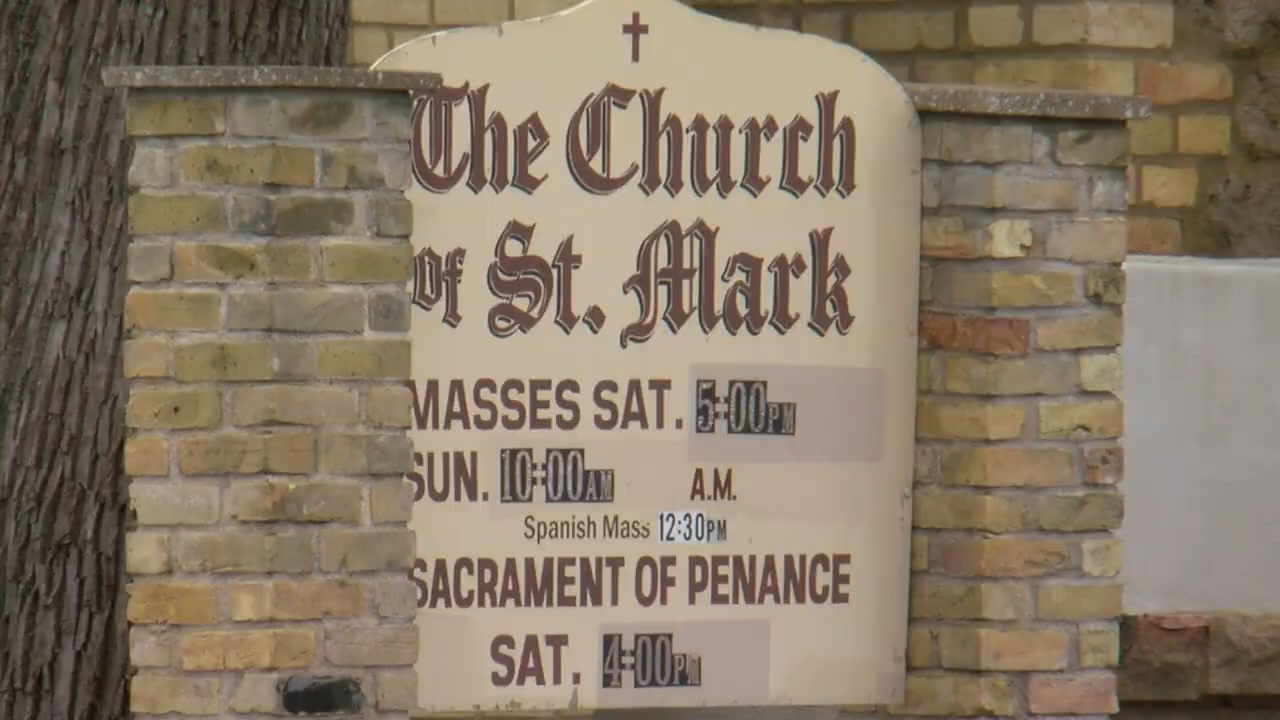 The Church
of St. Mark
MASSES SAT. 5:00PM
SUN. 10:00AM A.M.
Spanish Mass 12:30PM
SACRAMENT OF PENANCE
SAT. 4:00PM